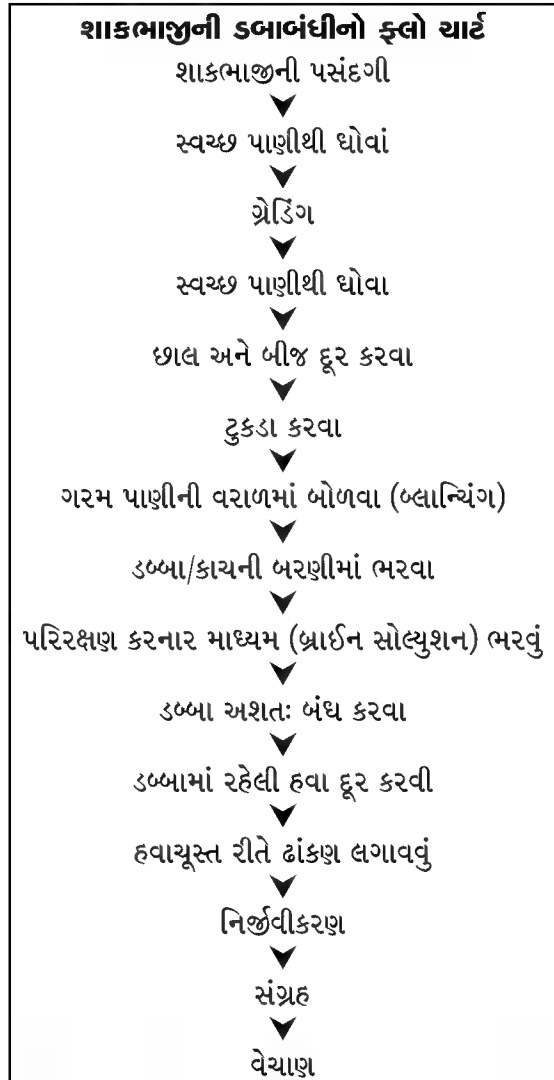 શાકભાજીની ડબાબંધીનો ફ્લો ચાર્ટ
શાકભાજીની પસંદગી
સ્વચ્છ પાણીથી ધોવાં
ગ્રેડિંગ
સ્વચ્છ પાણીથી ધોવા
છાલ અને બીજ દૂર કરવા
ટુકડા કરવા
ગરમ પાણીની વરાળમાં બોળવા (બ્લાન્ચિંગ)
ડબ્બા/કાચની બરણીમાં ભરવા
પરિરક્ષણ કરનાર માધ્યમ (બ્રાઈન સોલ્યુશન) ભરવું
ડબ્બા અશતઃ બંધ કરવા
ડબ્બામાં રહેલી હવા દૂર કરવી
હવાચૂસ્ત રીતે ઢાંકણ લગાવવું
નિર્જીવીકરણ
સંગ્રહ
વેચાણ